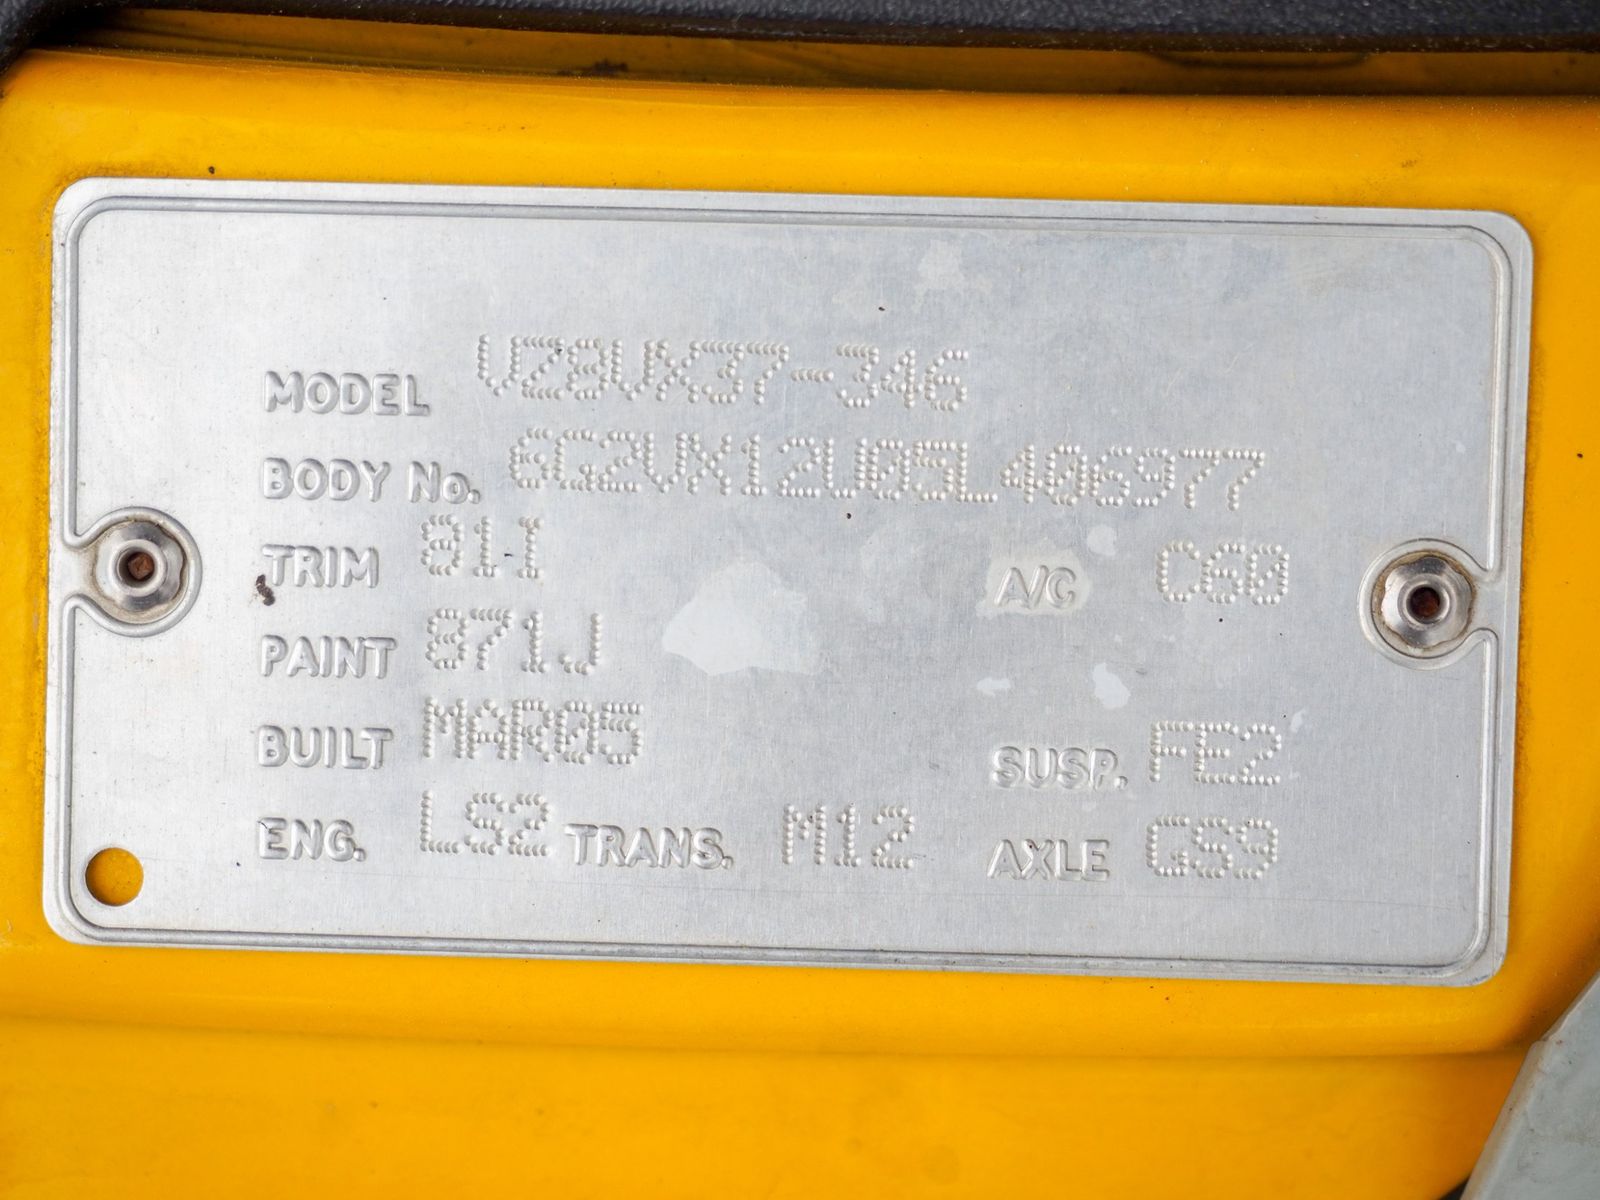 MODEL VZ8VX37-346
BODY No. 6G2VX12U05L406977
TRIM 81I A/C C60
PAINT 871J
BUILT MAR05 SUSP. FE2
ENG. LS2 TRANS. M12 AXLE GS9